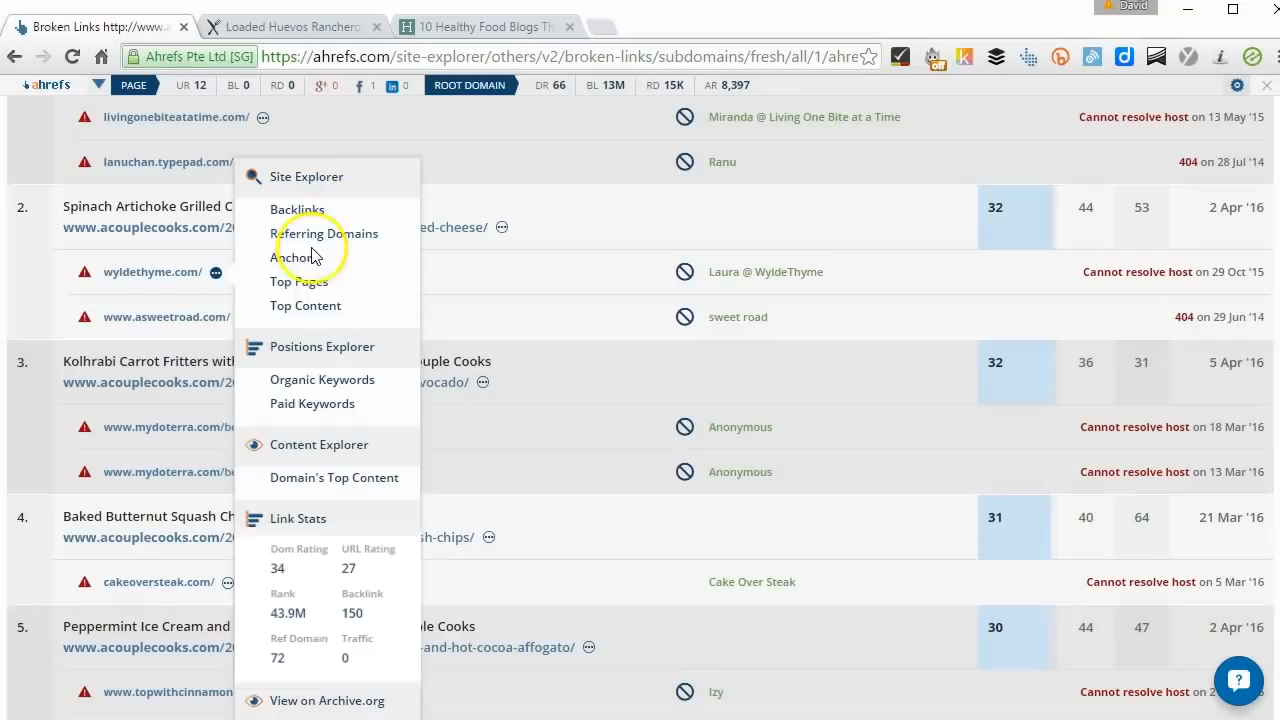 David
Broken Links http://www.a
Loaded Huevos Ranchero
10 Healthy Food Blogs Th
Ahrefs Pte Ltd [SG] https://ahrefs.com/site-explorer/others/v2/broken-links/subdomains/fresh/all/1/ahre
off
ahrefs PAGE UR 12 BL 0 RD 0 g+ 0 f 1 in 0 ROOT DOMAIN DR 66 BL 13M RD 15K AR 8,397
livingonebiteatatime.com/ Miranda @ Living One Bite at a Time Cannot resolve host on 13 May '15
lanuchan.typepad.com/ Ranu 404 on 28 Jul '14
2. Spinach Artichoke Grilled C 32 44 53 2 Apr '16
www.acouplecooks.com/20 ed-cheese/
wyldethyme.com/ Laura @ WyldeThyme Cannot resolve host on 29 Oct '15
www.asweetroad.com/ sweet road 404 on 29 Jun '14
3. Kolhrabi Carrot Fritters with ouple Cooks 32 36 31 5 Apr '16
www.acouplecooks.com/20 vocado/
www.mydoterra.com/be Anonymous Cannot resolve host on 18 Mar '16
www.mydoterra.com/be Anonymous Cannot resolve host on 13 Mar '16
4. Baked Butternut Squash Ch 31 40 64 21 Mar '16
www.acouplecooks.com/20 sh-chips/
cakeoversteak.com/ Cake Over Steak Cannot resolve host on 5 Mar '16
5. Peppermint Ice Cream and ple Cooks 30 44 47 2 Apr '16
www.acouplecooks.com/20 -and-hot-cocoa-affogato/
www.topwithcinnamon Izy Cannot resolve host on 2
Site Explorer
Backlinks
Referring Domains
Anchor
Top Pages
Top Content
Positions Explorer
Organic Keywords
Paid Keywords
Content Explorer
Domain's Top Content
Link Stats
Dom Rating URL Rating
34 27
Rank Backlink
43.9M 150
Ref Domain Traffic
72 0
View on Archive.org